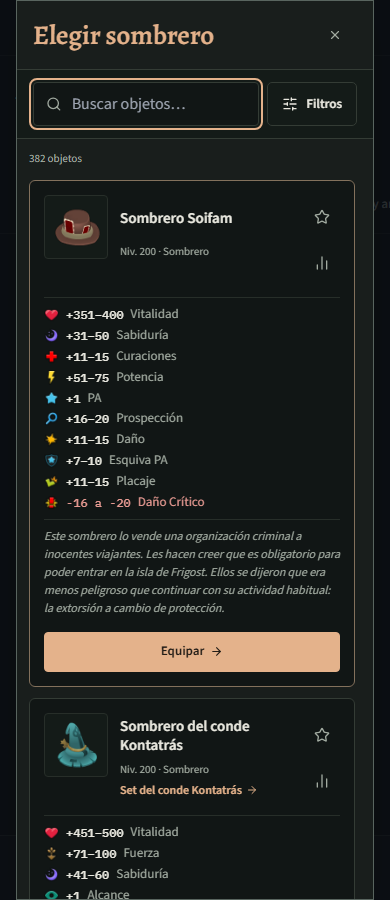 Elegir sombrero
Buscar objetos...
Filtros
382 objetos
Sombrero Soifam
Niv. 200 · Sombrero
+351–400 Vitalidad
+31–50 Sabiduría
+11–15 Curaciones
+51–75 Potencia
+1 PA
+16–20 Prospección
+11–15 Daño
+7–10 Esquiva PA
+11–15 Placaje
-16 a -20 Daño Crítico
Este sombrero lo vende una organización criminal a
inocentes viajantes. Les hacen creer que es obligatorio para
poder entrar en la isla de Frigost. Ellos se dijeron que era
menos peligroso que continuar con su actividad habitual:
la extorsión a cambio de protección.
Equipar →
Sombrero del conde
Kontatrás
Niv. 200 · Sombrero
Set del conde Kontatrás →
+451–500 Vitalidad
+71–100 Fuerza
+41–60 Sabiduría
+1 Alcance